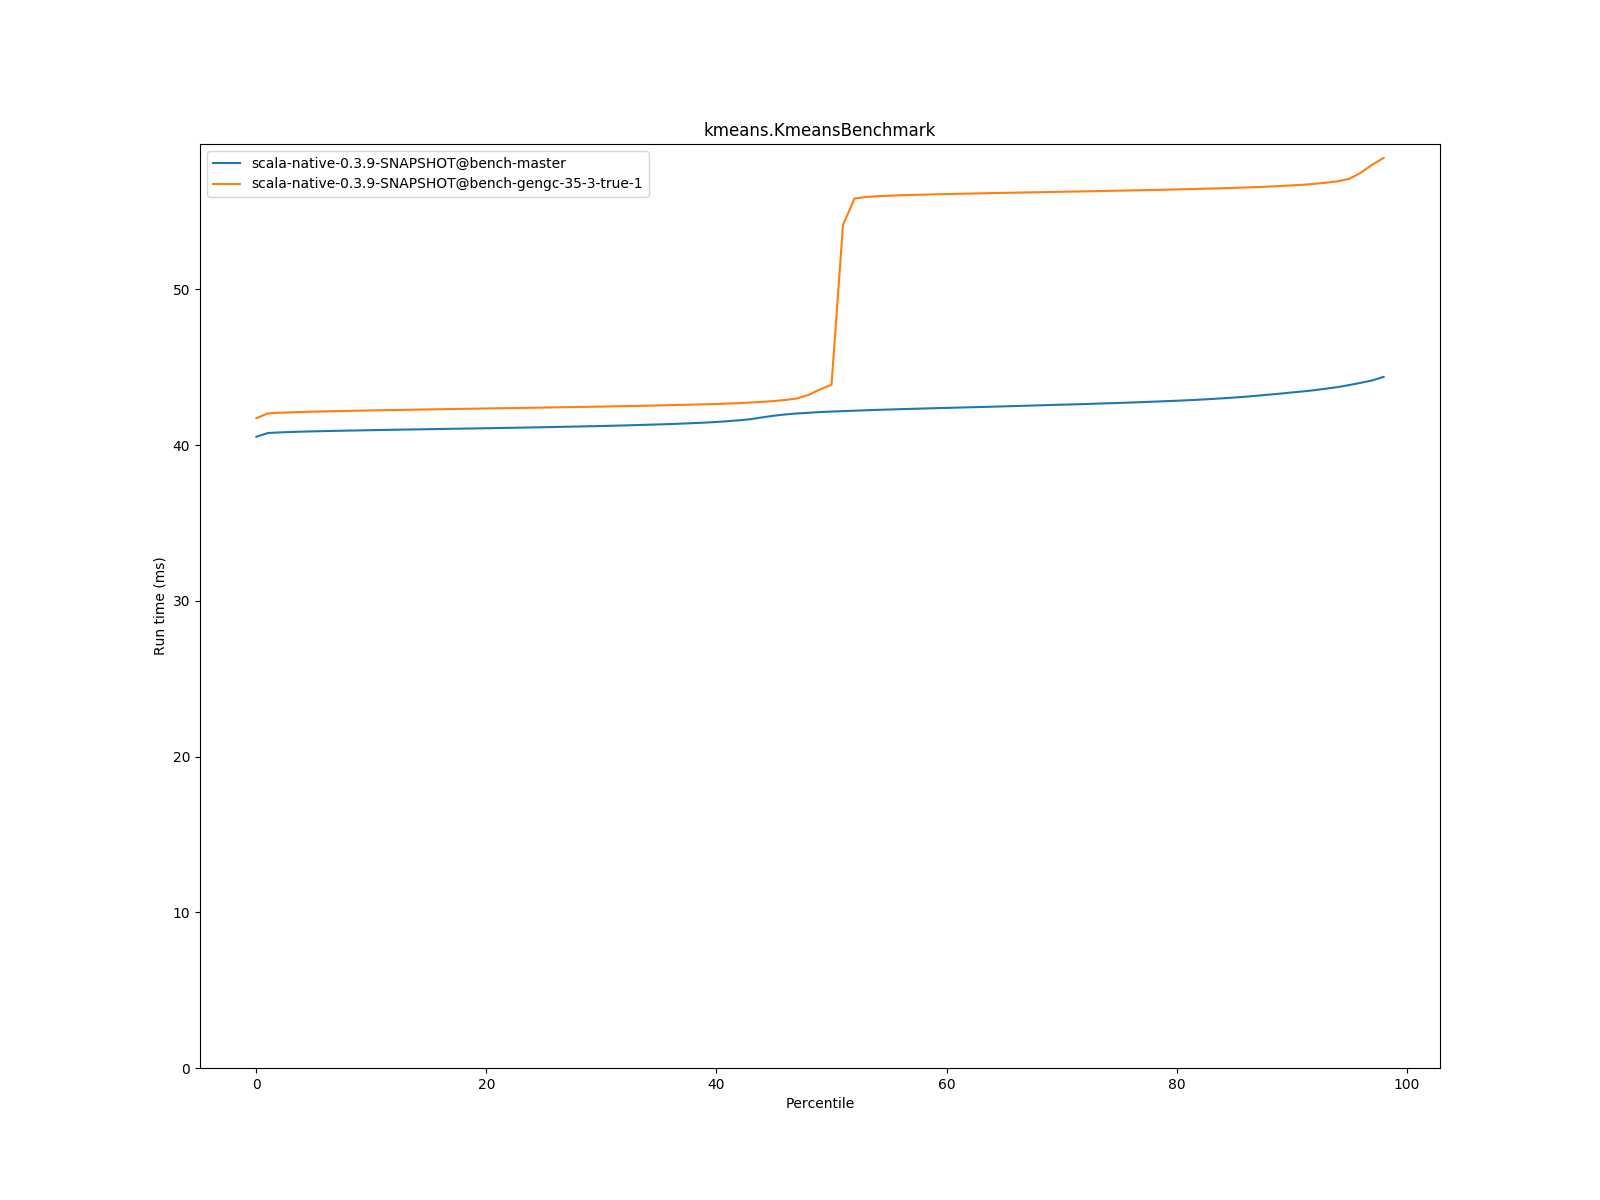 kmeans.KmeansBenchmark
scala-native-0.3.9-SNAPSHOT@bench-master
scala-native-0.3.9-SNAPSHOT@bench-gengc-35-3-true-1
50
40
30
20
10
0
Run time (ms)
0 20 40 60 80 100
Percentile